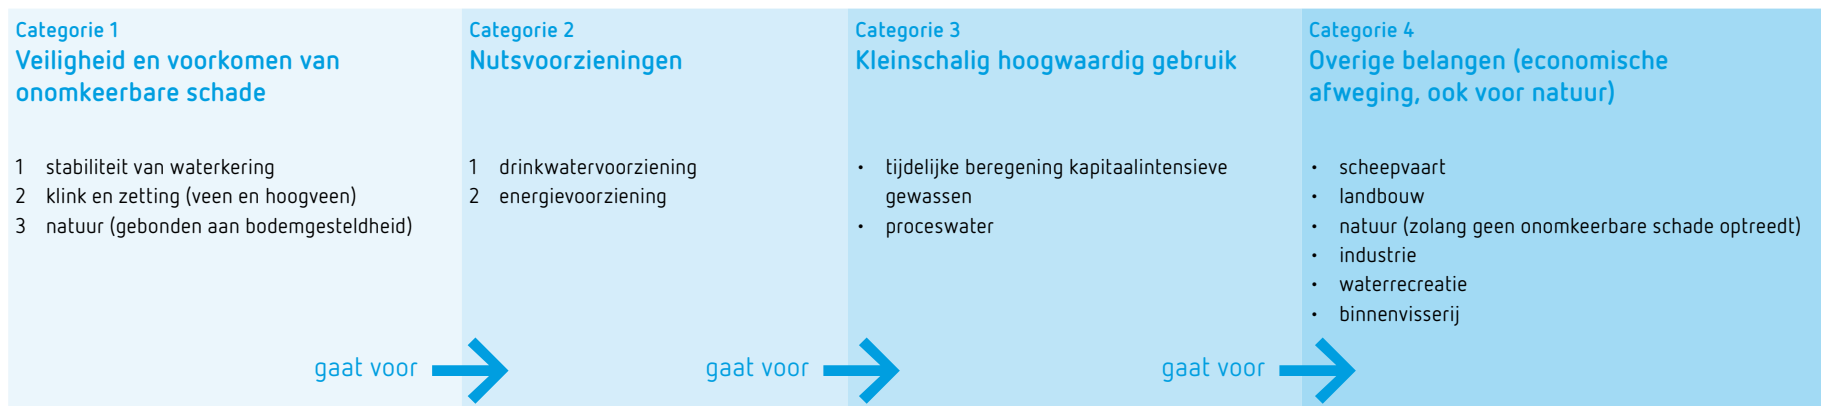 Categorie 1
Veiligheid en voorkomen van
onomkeerbare schade
1 stabiliteit van waterkering
2 klink en zetting (veen en hoogveen)
3 natuur (gebonden aan bodemgesteldheid)
gaat voor
Categorie 2
Nutsvoorzieningen
1 drinkwatervoorziening
2 energievoorziening
gaat voor
Categorie 3
Kleinschalig hoogwaardig gebruik
• tijdelijke beregening kapitaalintensieve
gewassen
• proceswater
gaat voor
Categorie 4
Overige belangen (economische
afweging, ook voor natuur)
• scheepvaart
• landbouw
• natuur (zolang geen onomkeerbare schade optreedt)
• industrie
• waterrecreatie
• binnenvisserij